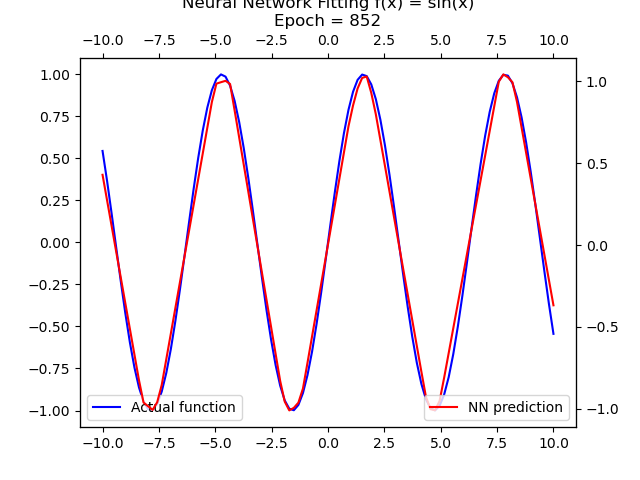 Neural Network Fitting f(x) = sin(x)
Epoch = 852
−10.0 −7.5 −5.0 −2.5 0.0 2.5 5.0 7.5 10.0
1.00
0.75
0.50
0.25
0.00
−0.25
−0.50
−0.75
−1.00
1.0
0.5
0.0
−0.5
−1.0
Actual function
NN prediction
−10.0 −7.5 −5.0 −2.5 0.0 2.5 5.0 7.5 10.0